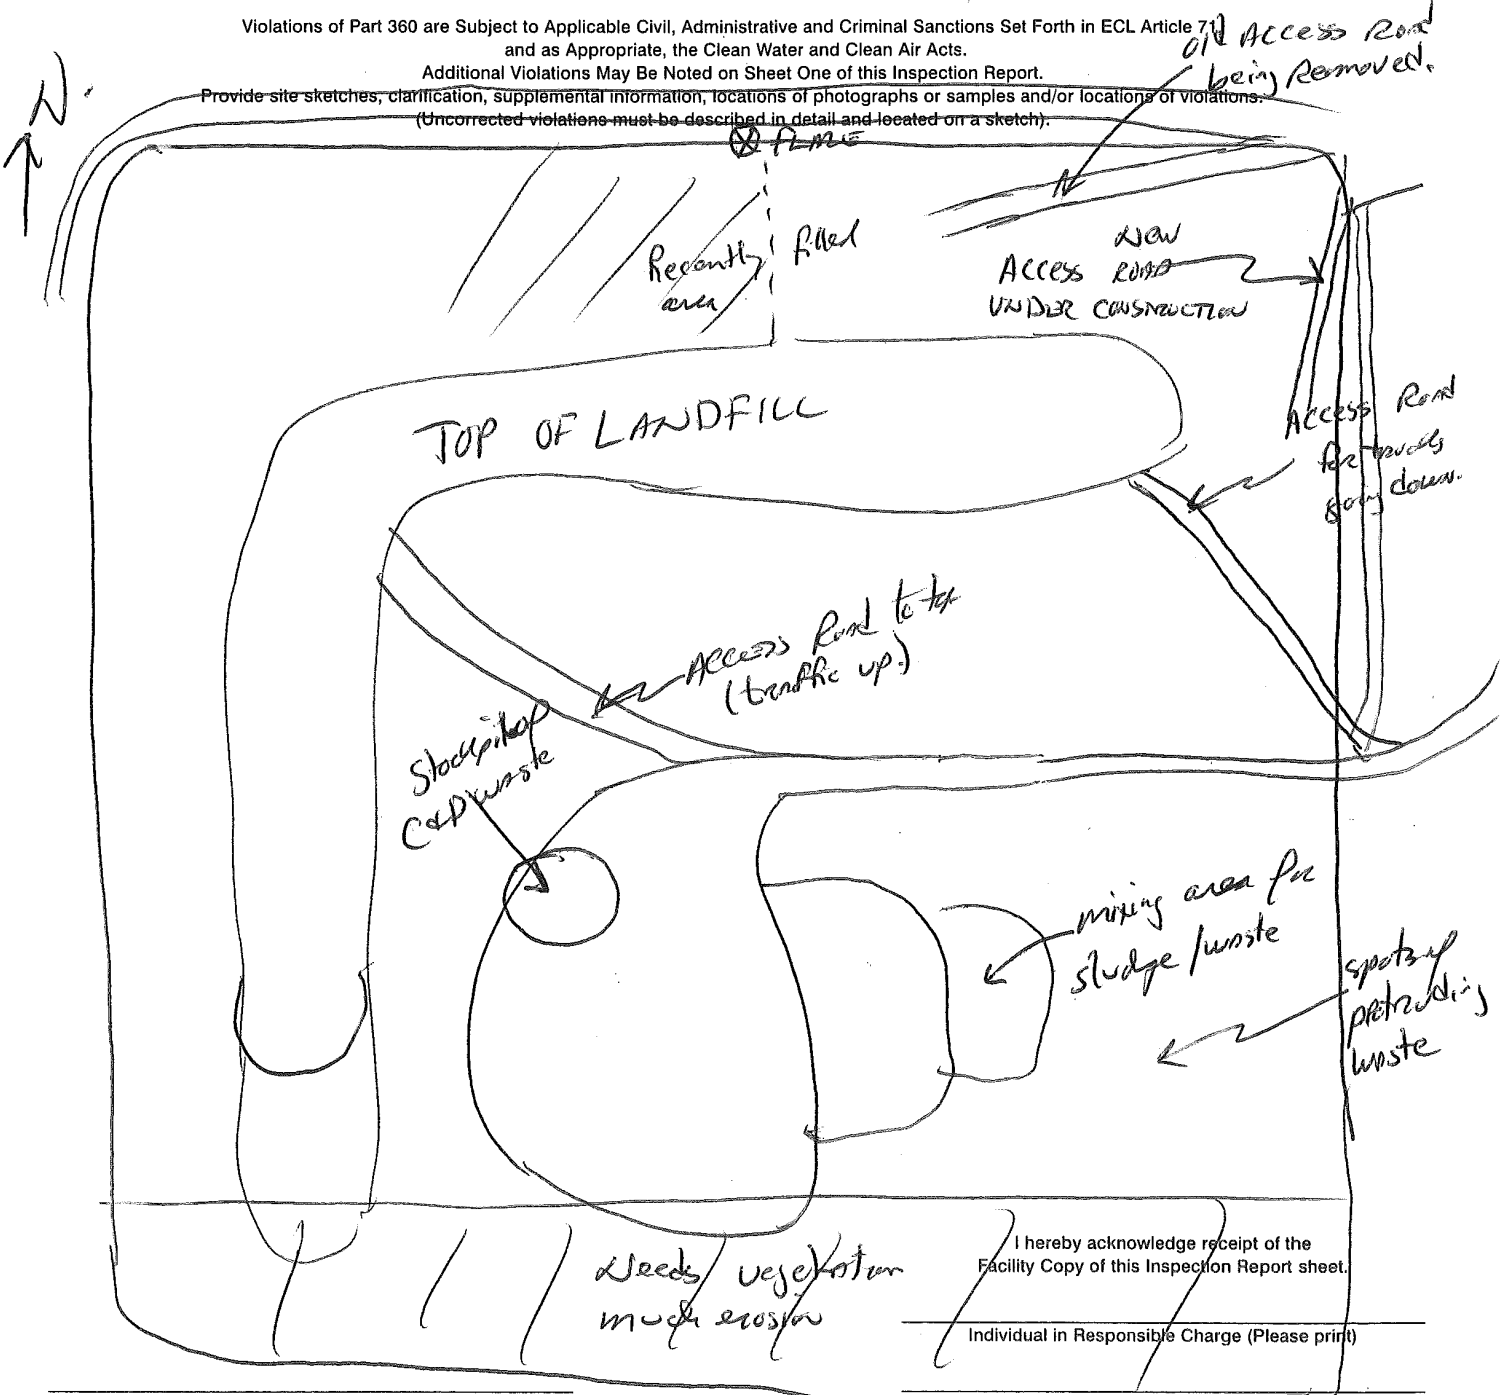 Violations of Part 360 are Subject to Applicable Civil, Administrative and Criminal Sanctions Set Forth in ECL Article 71
and as Appropriate, the Clean Water and Clean Air Acts.
Additional Violations May Be Noted on Sheet One of this Inspection Report.
Provide site sketches, clarification, supplemental information, locations of photographs or samples and/or locations of violations.
(Uncorrected violations must be described in detail and located on a sketch).
old Access Road
being Removed.
N.
FLARE
Recently filled
area
New
Access ROAD
UNDER CONSTRUCTION
TOP OF LANDFILL
Access Road
for trucks
going down.
Access Road to top
(traffic up.)
Stockpile of
C&D waste
mixing area for
sludge/waste
spots of
protruding
waste
Needs vegetation
much erosion
I hereby acknowledge receipt of the
Facility Copy of this Inspection Report sheet.
Individual in Responsible Charge (Please print)